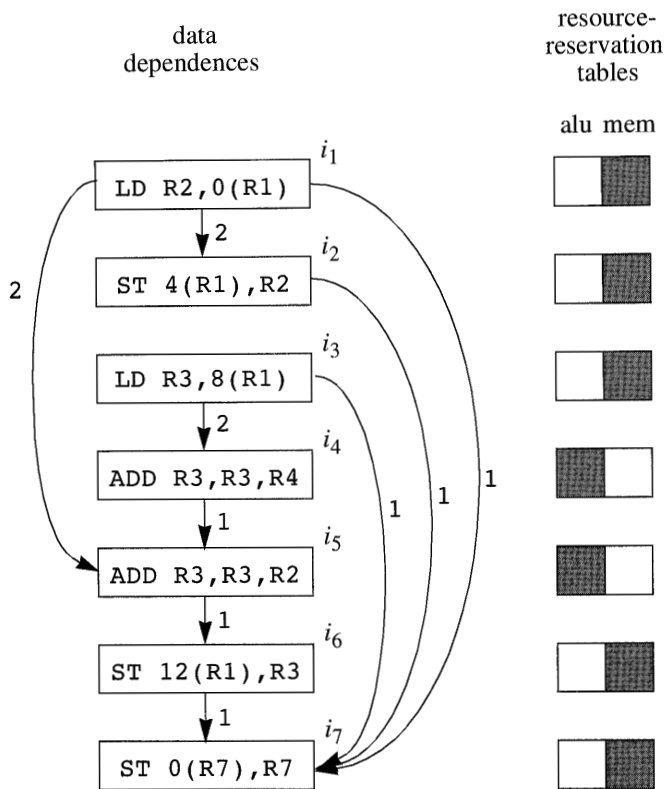 data
dependences
resource-
reservation
tables
alu mem
i1
LD R2,0(R1)
2
i2
ST 4(R1),R2
2
i3
LD R3,8(R1)
2
i4
ADD R3,R3,R4
1
1
1
1
i5
ADD R3,R3,R2
1
i6
ST 12(R1),R3
1
i7
ST 0(R7),R7